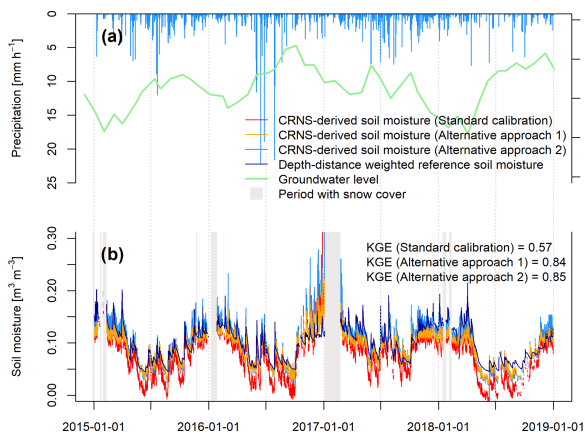 0
5
10
15
20
25
Precipitation [mm h⁻¹]
(a)
CRNS-derived soil moisture (Standard calibration)
CRNS-derived soil moisture (Alternative approach 1)
CRNS-derived soil moisture (Alternative approach 2)
Depth-distance weighted reference soil moisture
Groundwater level
Period with snow cover
0.30
0.20
0.10
0.00
Soil moisture [m³ m⁻³]
(b)
KGE (Standard calibration) = 0.57
KGE (Alternative approach 1) = 0.84
KGE (Alternative approach 2) = 0.85
2015-01-01 2016-01-01 2017-01-01 2018-01-01 2019-01-01